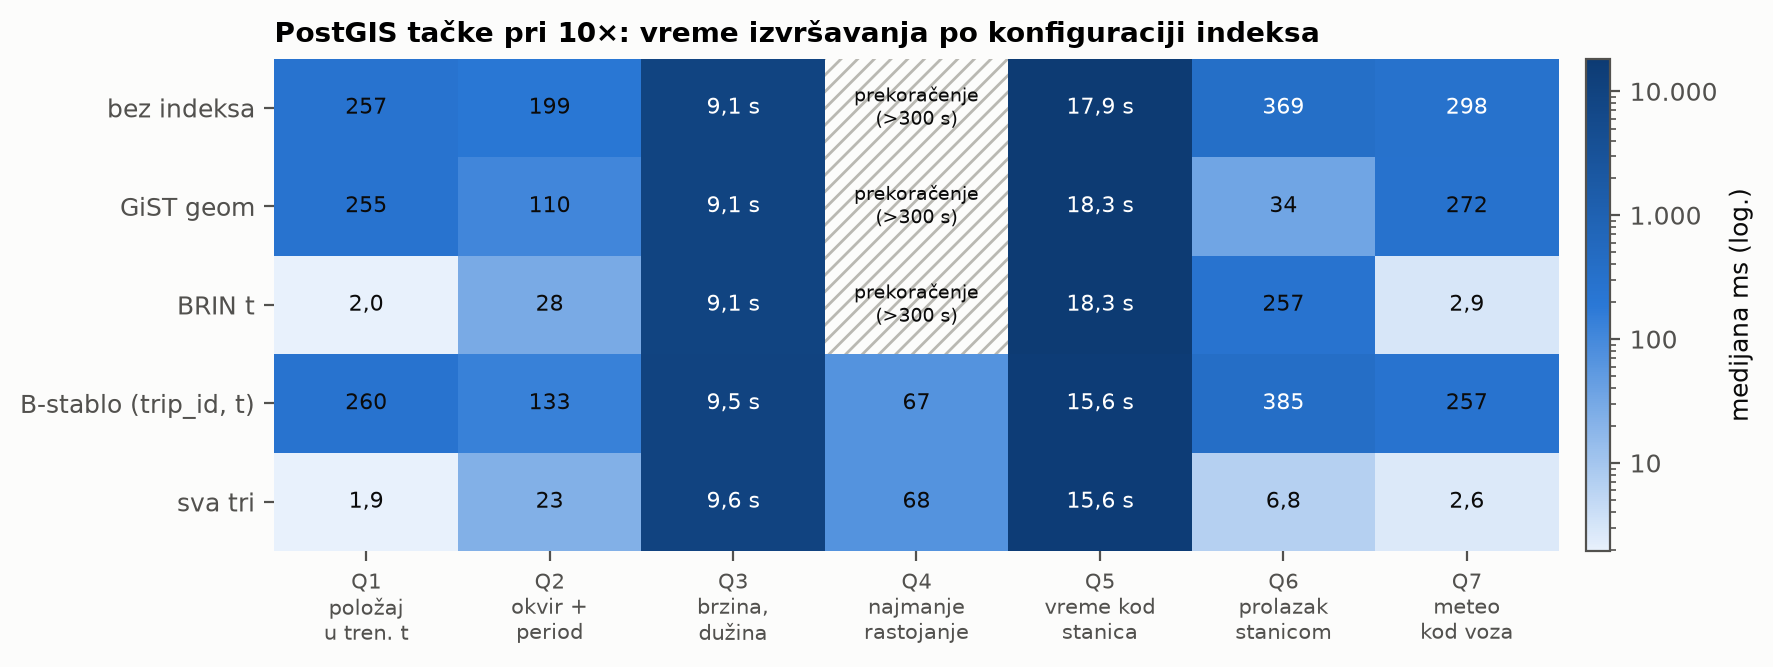 PostGIS tačke pri 10×: vreme izvršavanja po konfiguraciji indeksa
bez indeksa
257
199
9,1 s
prekoračenje
(>300 s)
17,9 s
369
298
GiST geom
255
110
9,1 s
prekoračenje
(>300 s)
18,3 s
34
272
BRIN t
2,0
28
9,1 s
prekoračenje
(>300 s)
18,3 s
257
2,9
B-stablo (trip_id, t)
260
133
9,5 s
67
15,6 s
385
257
sva tri
1,9
23
9,6 s
68
15,6 s
6,8
2,6
Q1
položaj
u tren. t
Q2
okvir +
period
Q3
brzina,
dužina
Q4
najmanje
rastojanje
Q5
vreme kod
stanica
Q6
prolazak
stanicom
Q7
meteo
kod voza
10.000
1.000
100
10
medijana ms (log.)